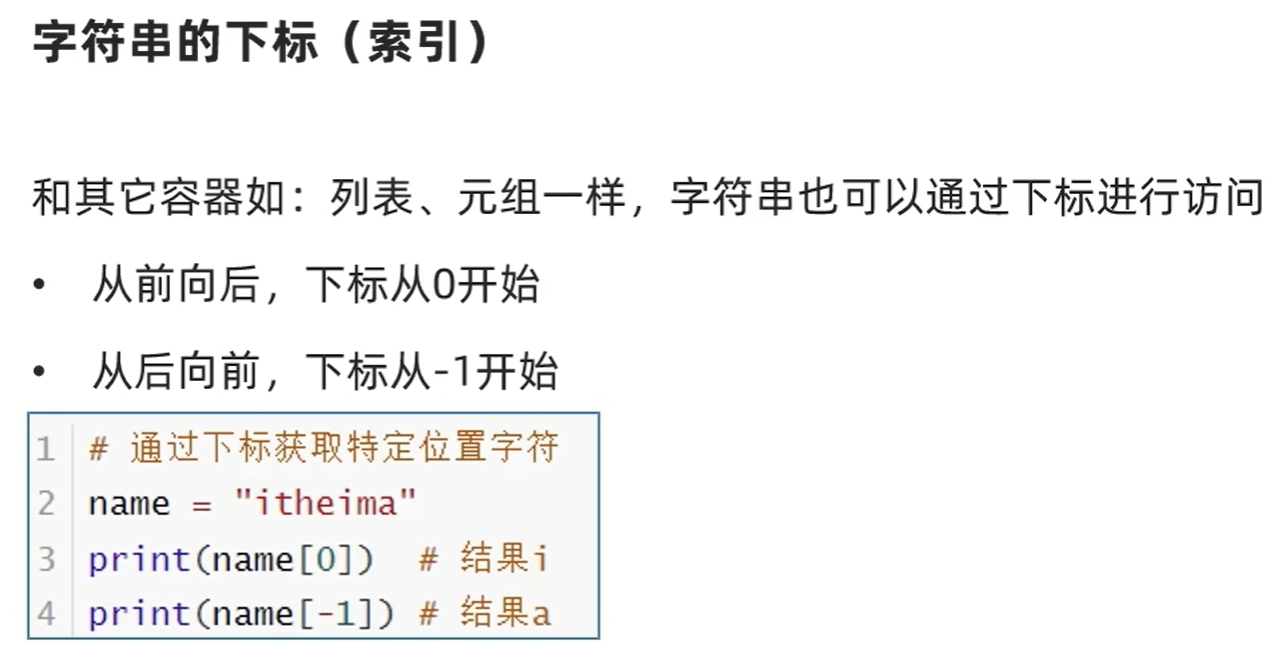 字符串的下标（索引）
和其它容器如：列表、元组一样，字符串也可以通过下标进行访问
• 从前向后，下标从0开始
• 从后向前，下标从-1开始
1 # 通过下标获取特定位置字符
2 name = "itheima"
3 print(name[0])  # 结果i
4 print(name[-1]) # 结果a